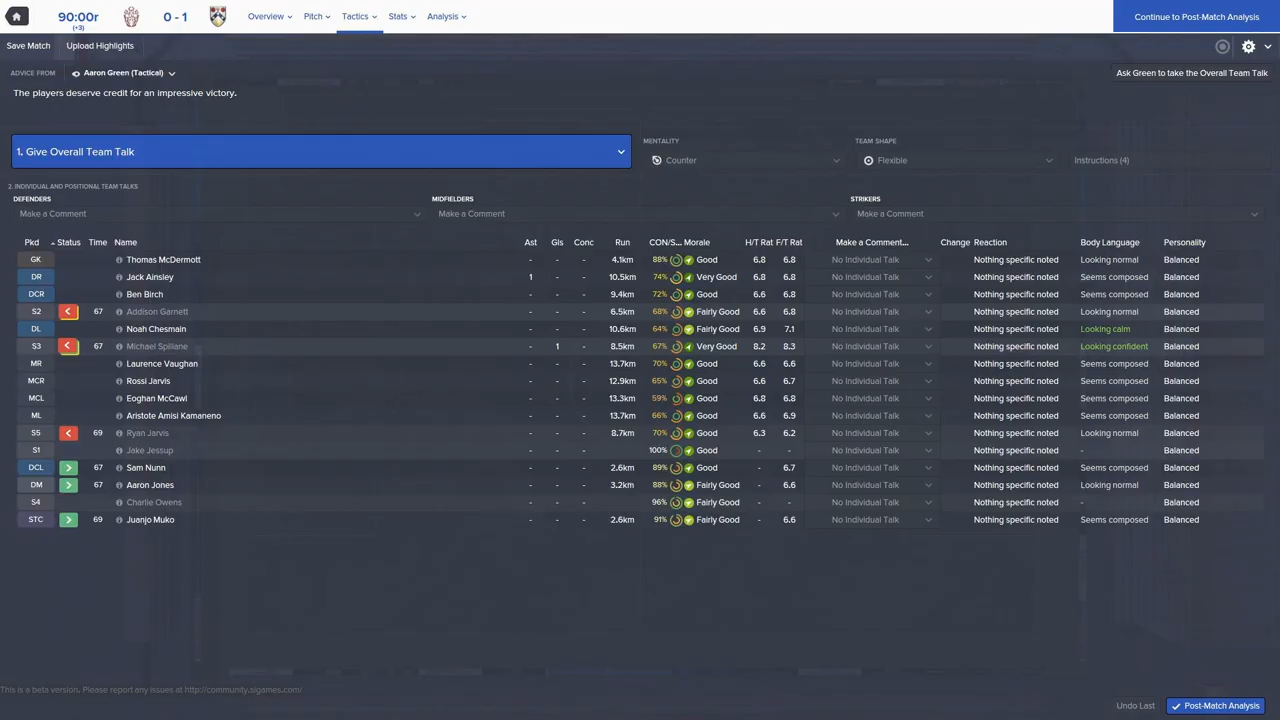 90:00r 0 - 1 Overview Pitch Tactics Stats Analysis Continue to Post-Match Analysis
(+3)
Save Match Upload Highlights
ADVICE FROM Aaron Green (Tactical) Ask Green to take the Overall Team Talk
The players deserve credit for an impressive victory.
1. Give Overall Team Talk
MENTALITY TEAM SHAPE
Counter Flexible Instructions (4)
2. INDIVIDUAL AND POSITIONAL TEAM TALKS
DEFENDERS MIDFIELDERS STRIKERS
Make a Comment Make a Comment Make a Comment
Pkd Status Time Name Ast Gls Conc Run CON/S... Morale H/T Rat F/T Rat Make a Comment... Change Reaction Body Language Personality
GK Thomas McDermott - - - 4.1km 88% Good 6.8 6.8 No Individual Talk Nothing specific noted Looking normal Balanced
DR Jack Ainsley 1 - - 10.5km 74% Very Good 6.8 6.8 No Individual Talk Nothing specific noted Seems composed Balanced
DCR Ben Birch - - - 9.4km 72% Good 6.6 6.8 No Individual Talk Nothing specific noted Seems composed Balanced
S2 67 Addison Garnett - - - 6.5km 68% Fairly Good 6.6 6.8 No Individual Talk Nothing specific noted Looking normal Balanced
DL Noah Chesmain - - - 10.6km 64% Fairly Good 6.9 7.1 No Individual Talk Nothing specific noted Looking calm Balanced
S3 67 Michael Spillane - 1 - 8.5km 67% Very Good 8.2 8.3 No Individual Talk Nothing specific noted Looking confident Balanced
MR Laurence Vaughan - - - 13.7km 70% Good 6.6 6.6 No Individual Talk Nothing specific noted Seems composed Balanced
MCR Rossi Jarvis - - - 12.9km 65% Good 6.6 6.7 No Individual Talk Nothing specific noted Seems composed Balanced
MCL Eoghan McCawl - - - 13.3km 59% Good 6.8 6.8 No Individual Talk Nothing specific noted Seems composed Balanced
ML Aristote Amisi Kamaneno - - - 13.7km 66% Good 6.6 6.9 No Individual Talk Nothing specific noted Seems composed Balanced
S5 69 Ryan Jarvis - - - 8.7km 70% Good 6.3 6.2 No Individual Talk Nothing specific noted Looking normal Balanced
S1 Jake Jessup - - - 100% Good - - No Individual Talk Nothing specific noted - Balanced
DCL 67 Sam Nunn - - - 2.6km 89% Good - 6.7 No Individual Talk Nothing specific noted Seems composed Balanced
DM 67 Aaron Jones - - - 3.2km 88% Fairly Good - 6.6 No Individual Talk Nothing specific noted Looking normal Balanced
S4 Charlie Owens - - - 96% Fairly Good - - No Individual Talk Nothing specific noted - Balanced
STC 69 Juanjo Muko - - - 2.6km 91% Fairly Good - 6.6 No Individual Talk Nothing specific noted Seems composed Balanced
This is a beta version. Please report any issues at http://community.sigames.com/
Undo Last Post-Match Analysis